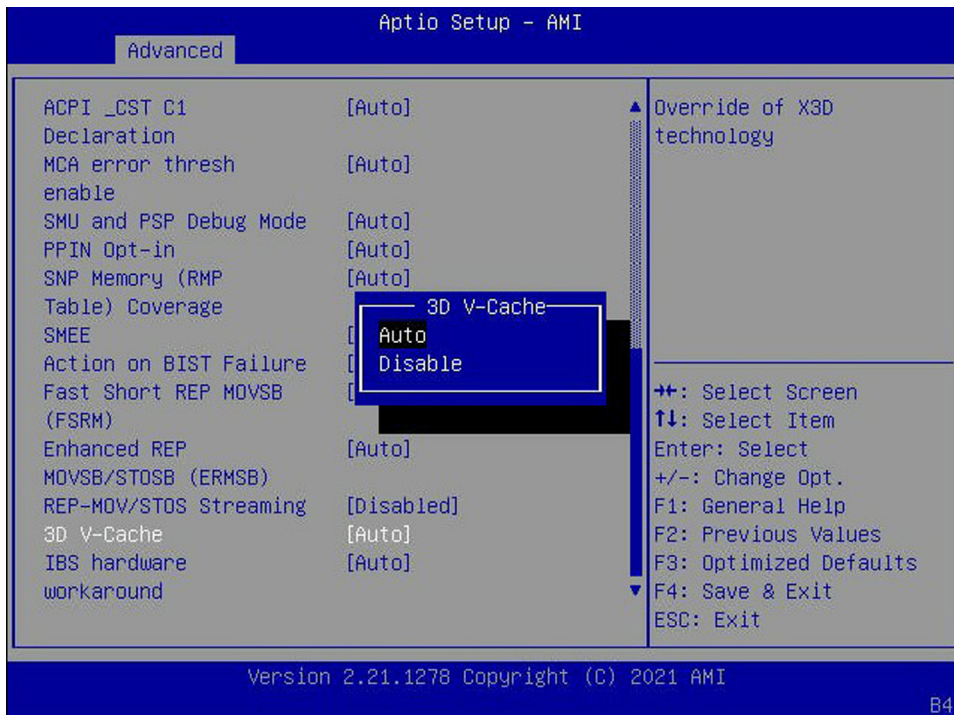 Aptio Setup - AMI
Advanced
ACPI _CST C1 [Auto]
Declaration
MCA error thresh [Auto]
enable
SMU and PSP Debug Mode [Auto]
PPIN Opt-in [Auto]
SNP Memory (RMP [Auto]
Table) Coverage
SMEE [
Action on BIST Failure [
Fast Short REP MOVSB [
(FSRM)
Enhanced REP [Auto]
MOVSB/STOSB (ERMSB)
REP-MOV/STOS Streaming [Disabled]
3D V-Cache [Auto]
IBS hardware [Auto]
workaround
3D V-Cache
Auto
Disable
Override of X3D
technology
→←: Select Screen
↑↓: Select Item
Enter: Select
+/-: Change Opt.
F1: General Help
F2: Previous Values
F3: Optimized Defaults
F4: Save & Exit
ESC: Exit
Version 2.21.1278 Copyright (C) 2021 AMI
B4